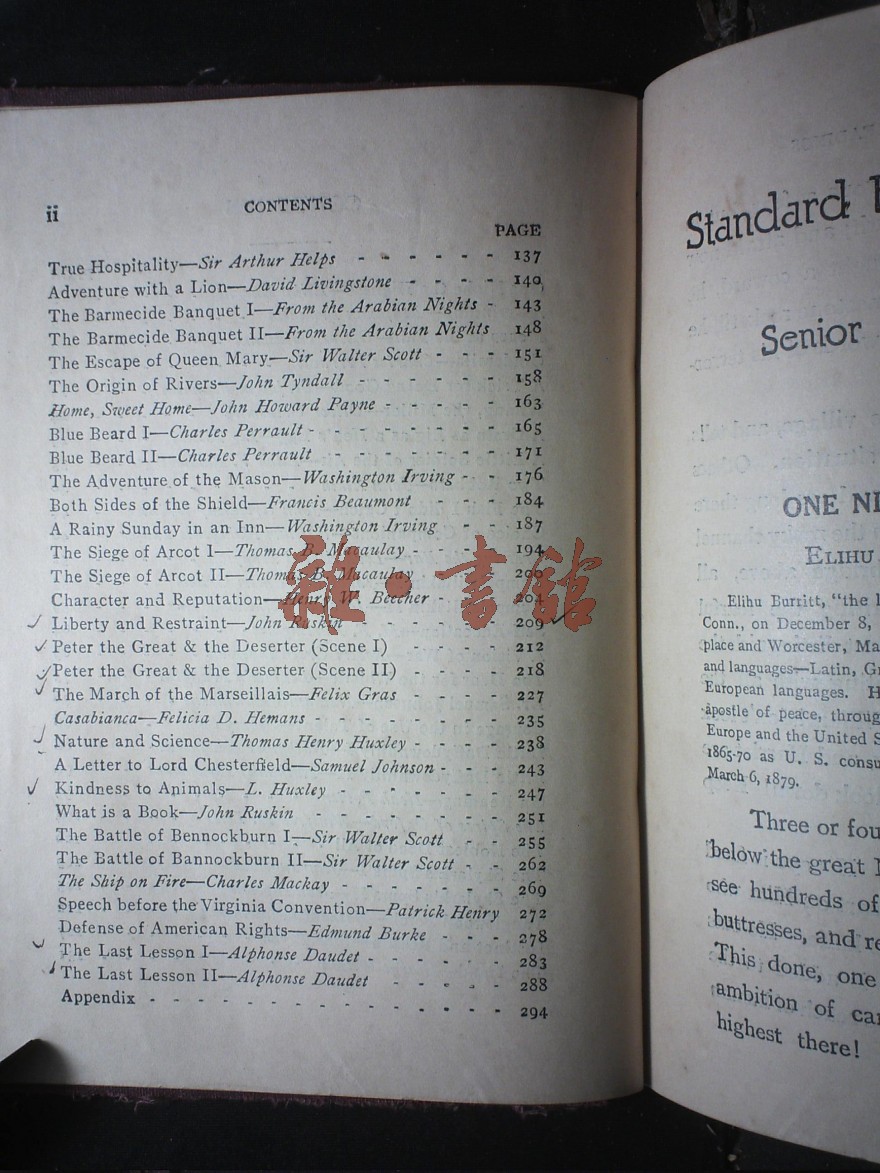 ii
CONTENTS
PAGE
True Hospitality—Sir Arthur Helps - - - - - - 137
Adventure with a Lion—David Livingstone - - - - 140
The Barmecide Banquet I—From the Arabian Nights - 143
The Barmecide Banquet II—From the Arabian Nights 148
The Escape of Queen Mary—Sir Walter Scott - - - 151
The Origin of Rivers—John Tyndall - - - - - - 158
Home, Sweet Home—John Howard Payne - - - - - 163
Blue Beard I—Charles Perrault - - - - - - - - 165
Blue Beard II—Charles Perrault - - - - - - - 171
The Adventure of the Mason—Washington Irving - - 176
Both Sides of the Shield—Francis Beaumont - - - 184
A Rainy Sunday in an Inn—Washington Irving - - 187
The Siege of Arcot I—Thomas B. Macaulay - - - - 194
The Siege of Arcot II—Thomas B. Macaulay - - - 200
Character and Reputation—Henry W. Beecher - - - 204
Liberty and Restraint—John Ruskin - - - - - - 209
Peter the Great & the Deserter (Scene I) - - - - 212
Peter the Great & the Deserter (Scene II) - - - - 218
The March of the Marseillais—Felix Gras - - - - 227
Casabianca—Felicia D. Hemans - - - - - - - - 235
Nature and Science—Thomas Henry Huxley - - - - 238
A Letter to Lord Chesterfield—Samuel Johnson - - - 243
Kindness to Animals—L. Huxley - - - - - - - 247
What is a Book—John Ruskin - - - - - - - - 251
The Battle of Bennockburn I—Sir Walter Scott - - 255
The Battle of Bannockburn II—Sir Walter Scott - - 262
The Ship on Fire—Charles Mackay - - - - - - - 269
Speech before the Virginia Convention—Patrick Henry 272
Defense of American Rights—Edmund Burke - - - 278
The Last Lesson I—Alphonse Daudet - - - - - - 283
The Last Lesson II—Alphonse Daudet - - - - - 288
Appendix - - - - - - - - - - - - - 294
書館
Standard
Senior
ONE NI
ELIHU
Elihu Burritt, "the l
Conn., on December 8,
place and Worcester, Ma
and languages—Latin, Gr
European languages. H
apostle of peace, throug
Europe and the United S
1865-70 as U. S. consu
March 6, 1879.
Three or fou
below the great
see hundreds of
buttresses, and re
This done, one
ambition of ca
highest there!